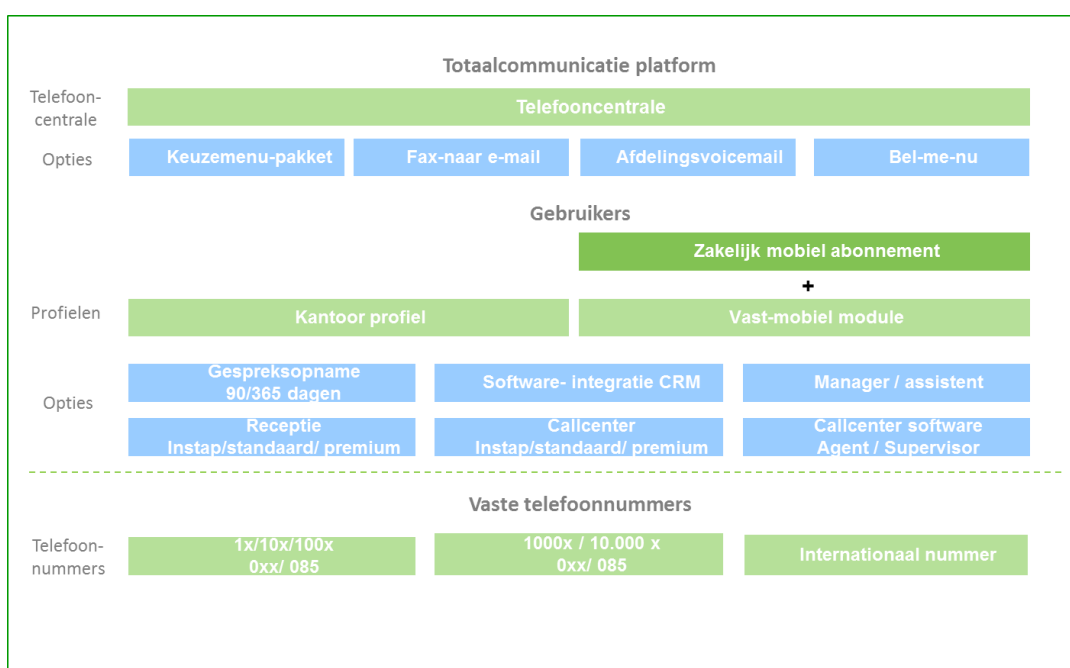 Totaalcommunicatie platform
Telefoon-
centrale
Telefooncentrale
Opties
Keuzemenu-pakket
Fax-naar e-mail
Afdelingsvoicemail
Bel-me-nu
Gebruikers
Zakelijk mobiel abonnement
+
Profielen
Kantoor profiel
Vast-mobiel module
Opties
Gespreksopname
90/365 dagen
Software- integratie CRM
Manager / assistent
Receptie
Instap/standaard/ premium
Callcenter
Instap/standaard/ premium
Callcenter software
Agent / Supervisor
Vaste telefoonnummers
Telefoon-
nummers
1x/10x/100x
0xx/ 085
1000x / 10.000 x
0xx/ 085
Internationaal nummer